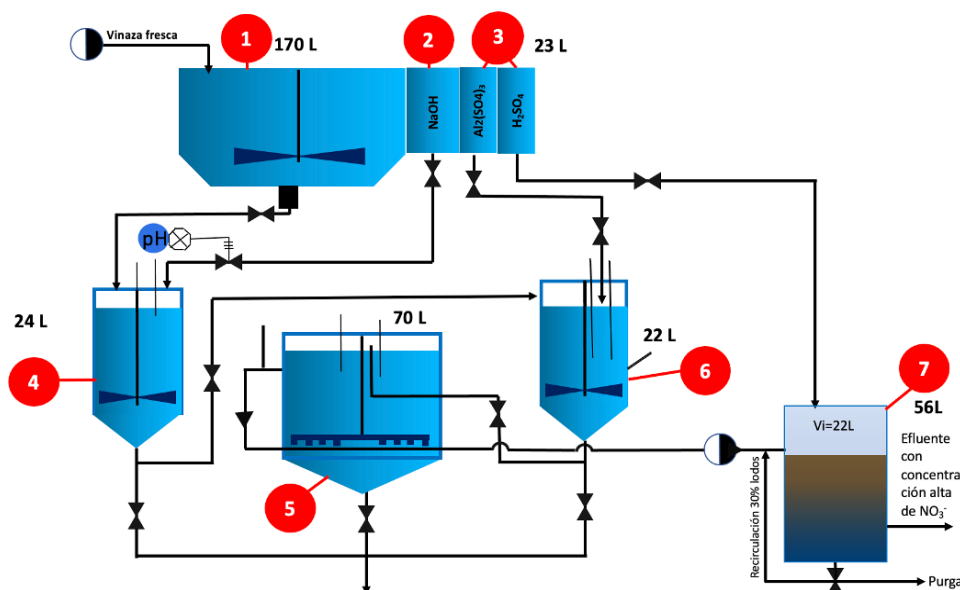 Vinaza fresca
1
170 L
2
3
23 L
NaOH
Al2(SO4)3
H₂SO₄
pH
24 L
4
70 L
5
22 L
6
7
56L
Vi=22L
Efluente
con
concentra
ción alta
de NO₃⁻
Recirculación 30% lodos
Purga